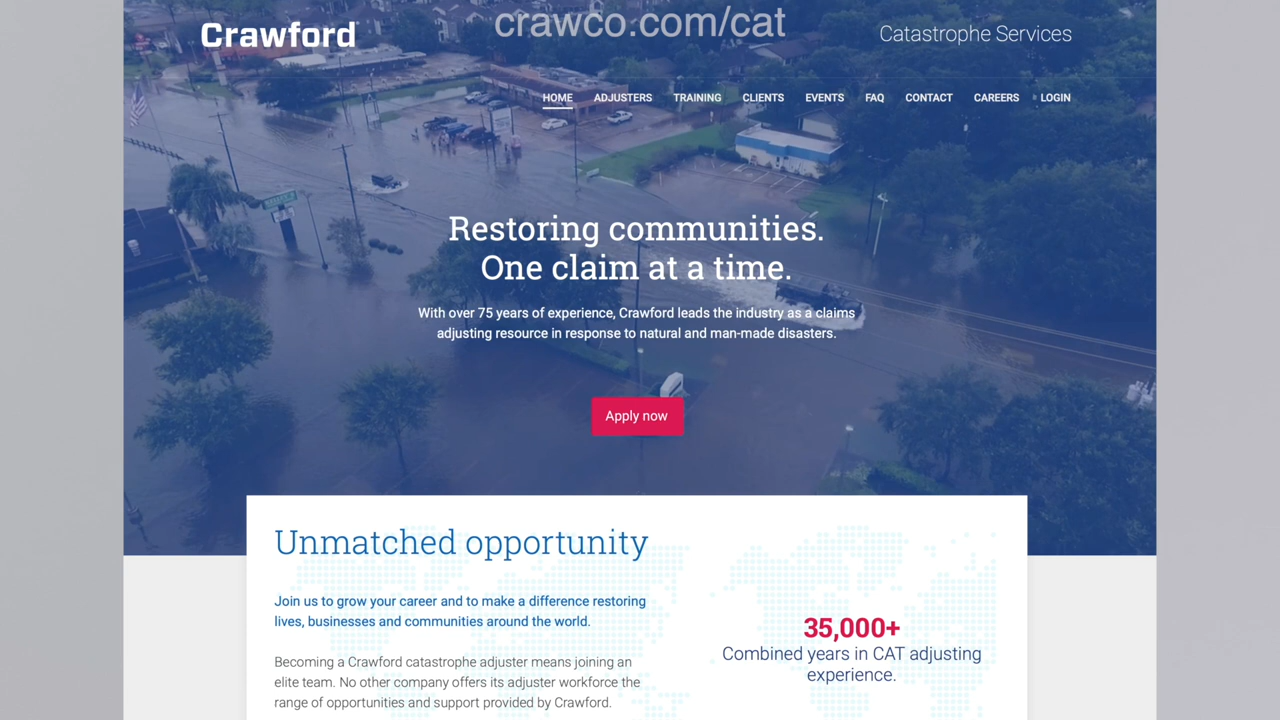 crawco.com/cat
Crawford
Catastrophe Services
HOME ADJUSTERS TRAINING CLIENTS EVENTS FAQ CONTACT CAREERS LOGIN
Restoring communities.
One claim at a time.
With over 75 years of experience, Crawford leads the industry as a claims
adjusting resource in response to natural and man-made disasters.
Apply now
Unmatched opportunity
Join us to grow your career and to make a difference restoring
lives, businesses and communities around the world.
Becoming a Crawford catastrophe adjuster means joining an
elite team. No other company offers its adjuster workforce the
range of opportunities and support provided by Crawford.
35,000+
Combined years in CAT adjusting
experience.